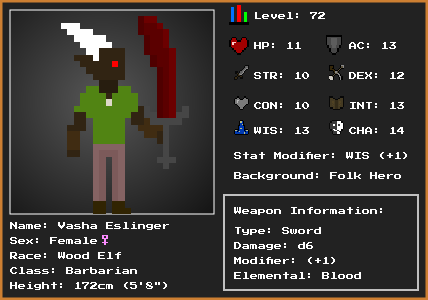 Level: 72
HP: 11 AC: 13
STR: 10 DEX: 12
CON: 10 INT: 13
WIS: 13 CHA: 14
Stat Modifier: WIS (+1)
Background: Folk Hero
Weapon Information:
Type: Sword
Damage: d6
Modifier: (+1)
Elemental: Blood
Name: Vasha Eslinger
Sex: Female♀
Race: Wood Elf
Class: Barbarian
Height: 172cm (5'8")